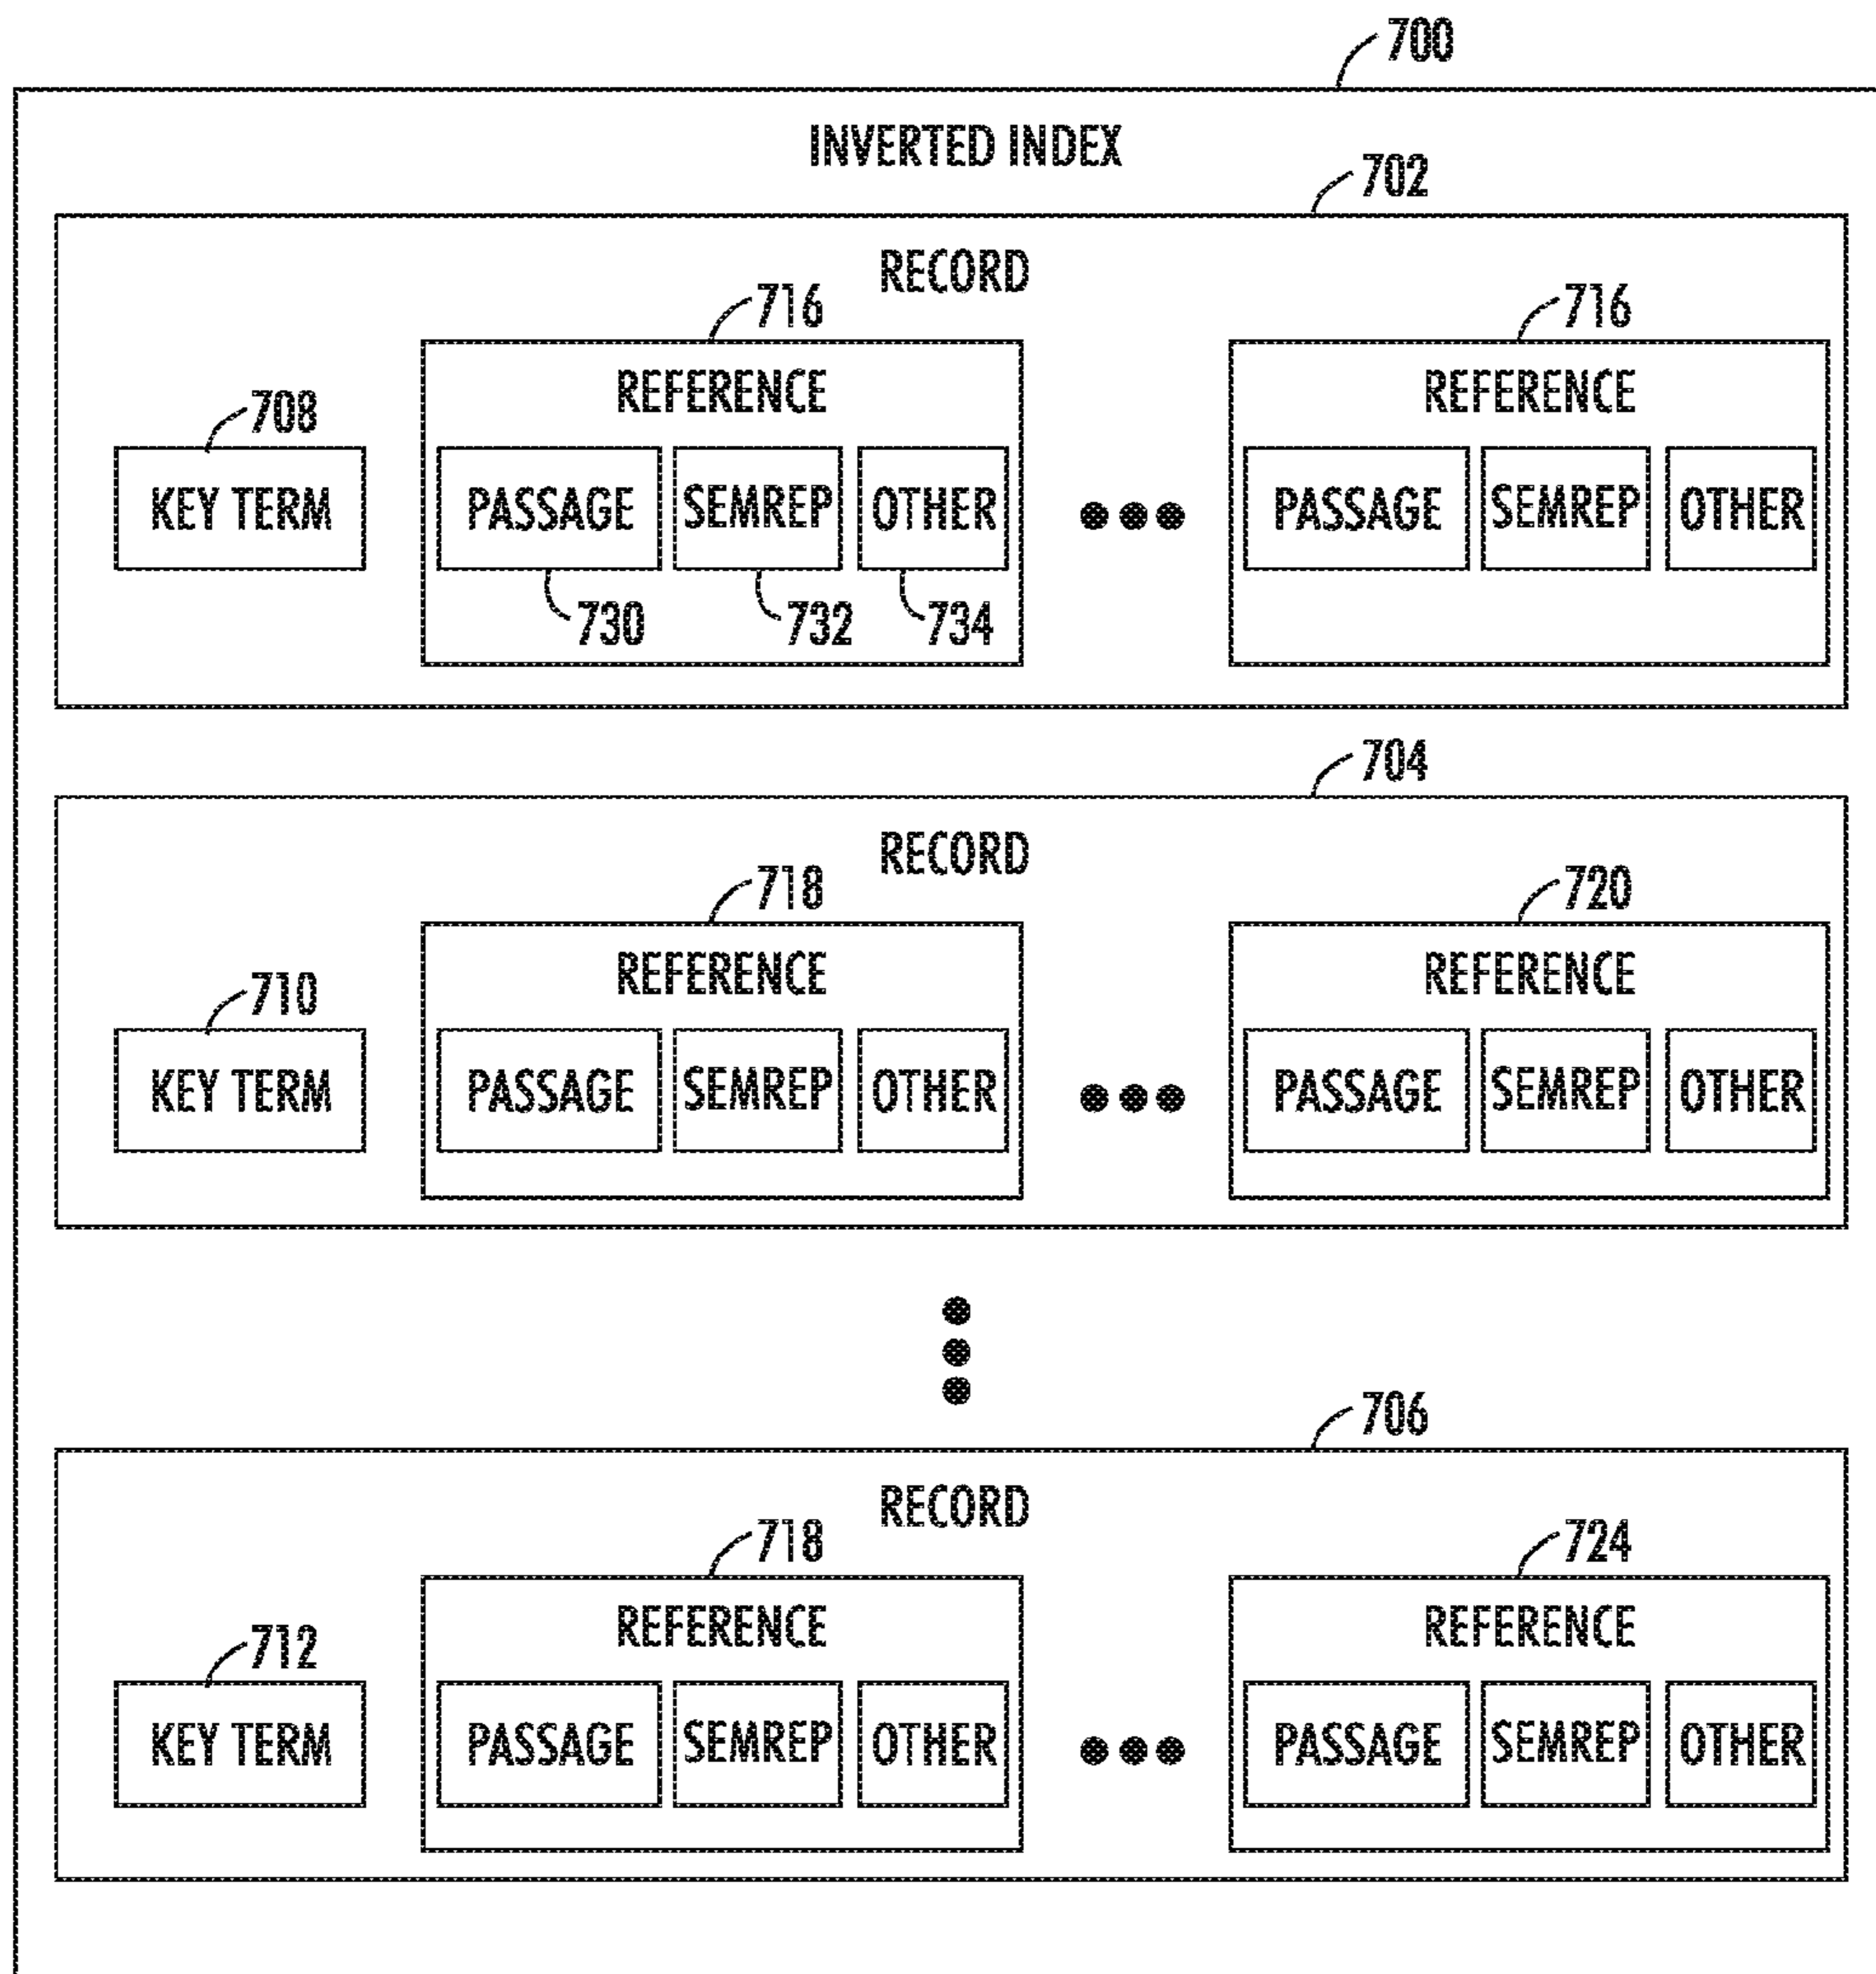 700
INVERTED INDEX
702
RECORD
716 716
REFERENCE REFERENCE
708
KEY TERM PASSAGE SEMREP OTHER PASSAGE SEMREP OTHER
730 732 734
704
RECORD
718 720
REFERENCE REFERENCE
710
KEY TERM PASSAGE SEMREP OTHER PASSAGE SEMREP OTHER
706
RECORD
718 724
REFERENCE REFERENCE
712
KEY TERM PASSAGE SEMREP OTHER PASSAGE SEMREP OTHER